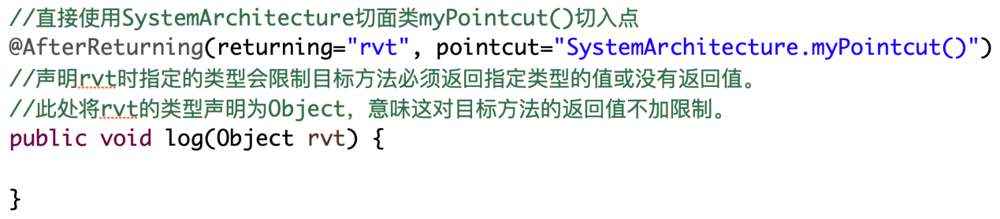 //直接使用SystemArchitecture切面类myPointcut()切入点
@AfterReturning(returning="rvt", pointcut="SystemArchitecture.myPointcut()")
//声明rvt时指定的类型会限制目标方法必须返回指定类型的值或没有返回值。
//此处将rvt的类型声明为Object，意味这对目标方法的返回值不加限制。
public void log(Object rvt) {
}